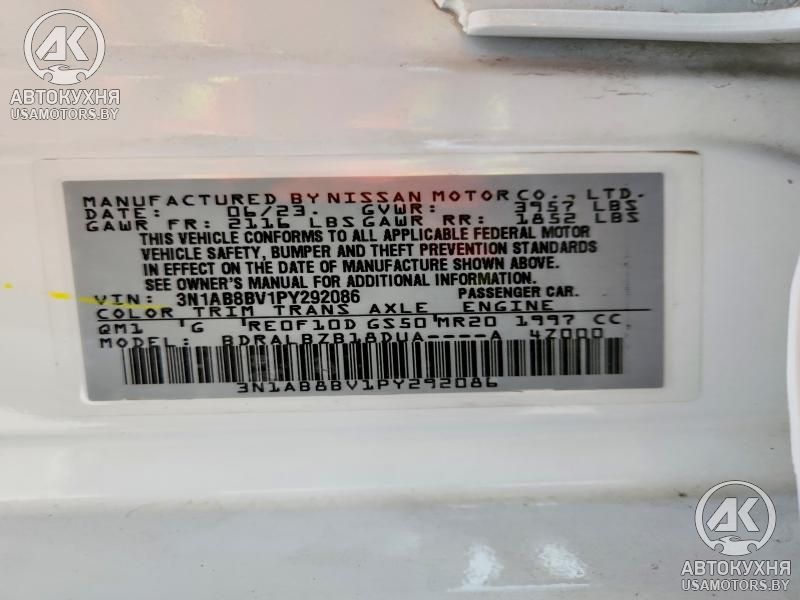 AK
АВТОКУХНЯ
USAMOTORS.BY
MANUFACTURED BY NISSAN MOTOR CO., LTD.
DATE: 06/23. GVWR: 3957 LBS
GAWR FR: 2116 LBS GAWR RR: 1852 LBS
THIS VEHICLE CONFORMS TO ALL APPLICABLE FEDERAL MOTOR
VEHICLE SAFETY, BUMPER AND THEFT PREVENTION STANDARDS
IN EFFECT ON THE DATE OF MANUFACTURE SHOWN ABOVE.
SEE OWNER'S MANUAL FOR ADDITIONAL INFORMATION.
VIN: 3N1AB8BV1PY292086 PASSENGER CAR.
COLOR TRIM TRANS AXLE ENGINE
QM1 G RE0F10D GS50 MR20 1997 CC
MODEL: BDRALBZB18DUA----A 4Z000
3N1AB8BV1PY292086
AK
АВТОКУХНЯ
USAMOTORS.BY